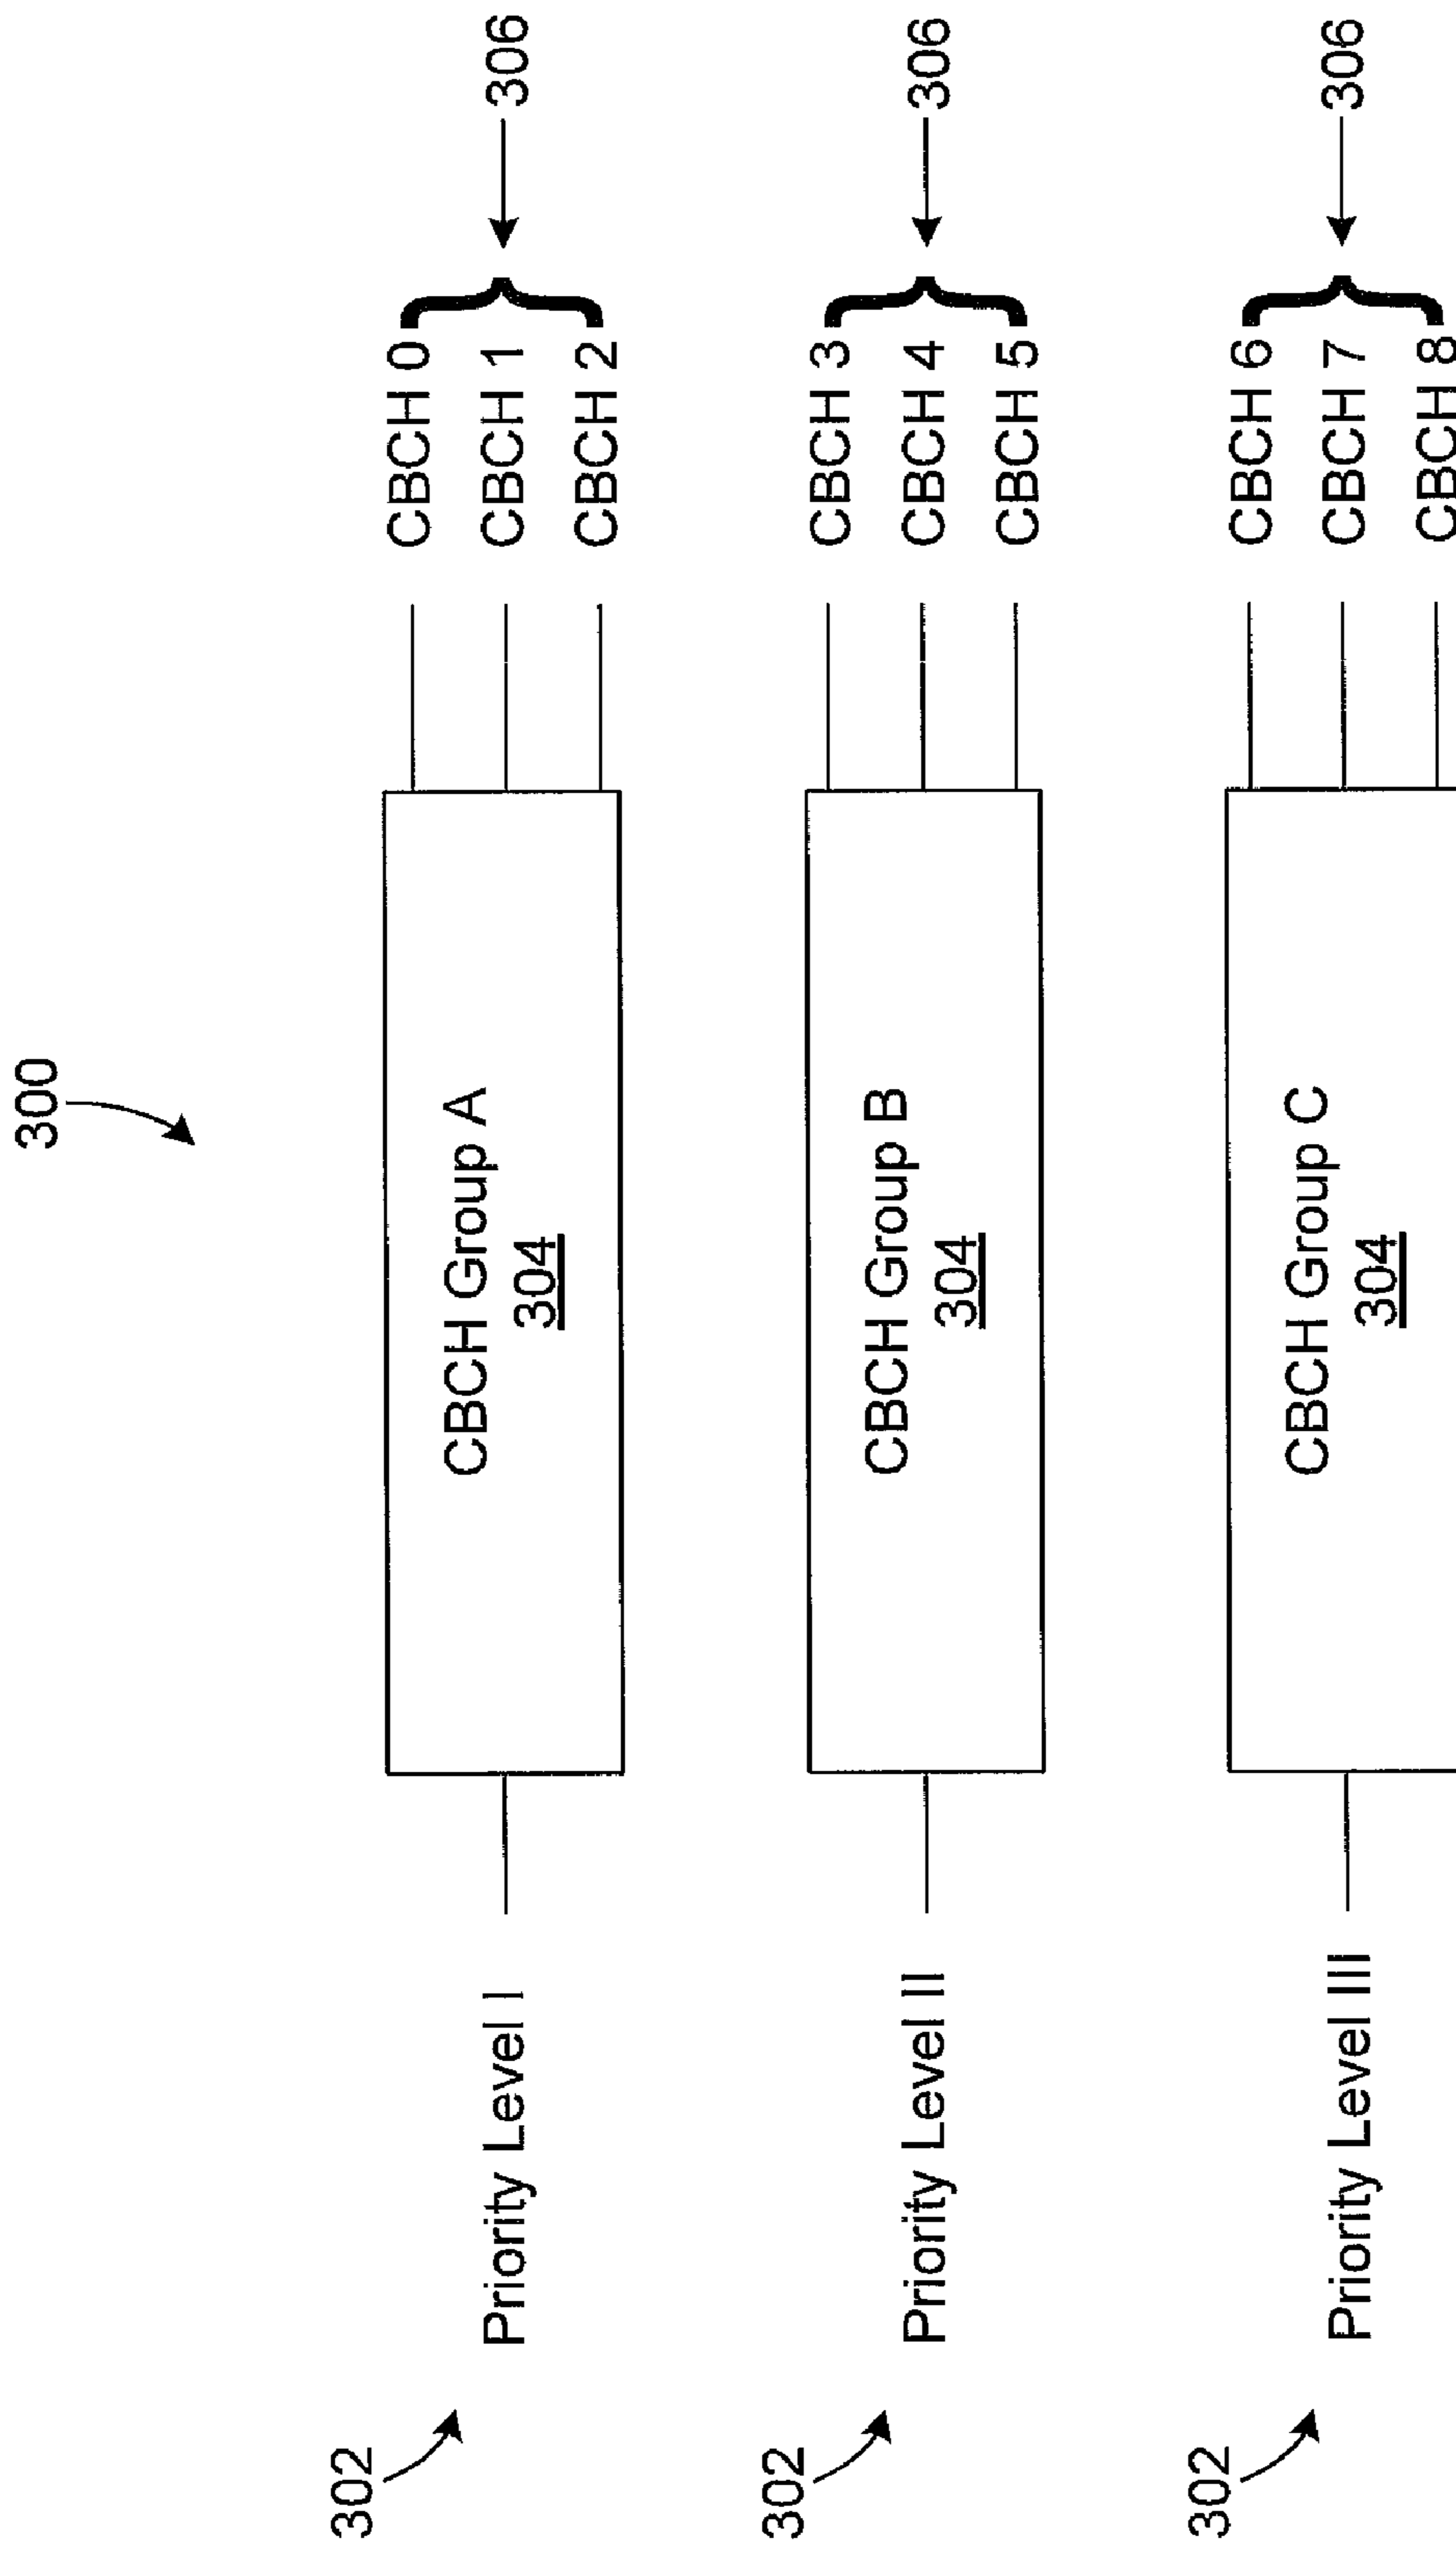 300
302
Priority Level I
CBCH Group A
304
CBCH 0
CBCH 1
CBCH 2
306
302
Priority Level II
CBCH Group B
304
CBCH 3
CBCH 4
CBCH 5
306
302
Priority Level III
CBCH Group C
304
CBCH 6
CBCH 7
CBCH 8
306